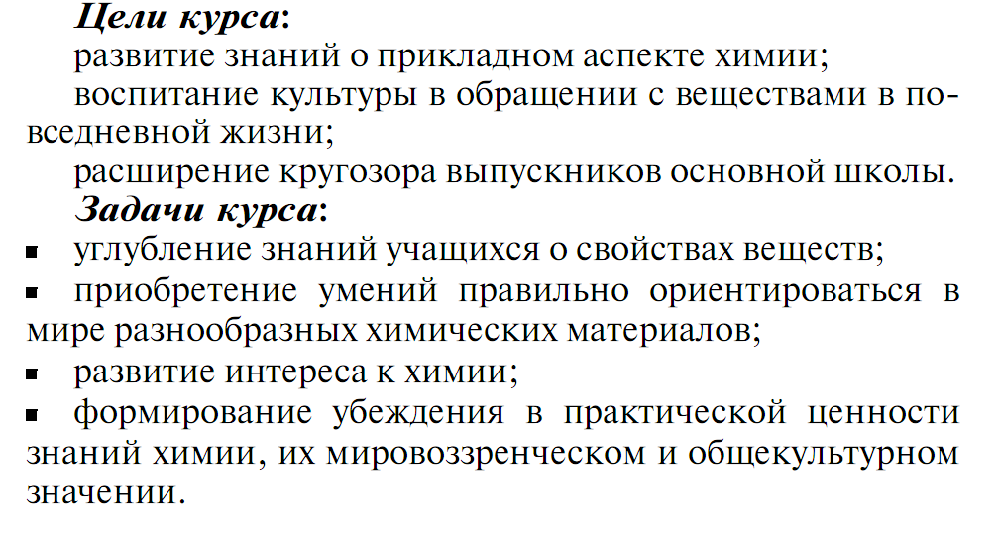 Цели курса:
развитие знаний о прикладном аспекте химии;
воспитание культуры в обращении с веществами в по-
вседневной жизни;
расширение кругозора выпускников основной школы.
Задачи курса:
▪ углубление знаний учащихся о свойствах веществ;
▪ приобретение умений правильно ориентироваться в
мире разнообразных химических материалов;
▪ развитие интереса к химии;
▪ формирование убеждения в практической ценности
знаний химии, их мировоззренческом и общекультурном
значении.